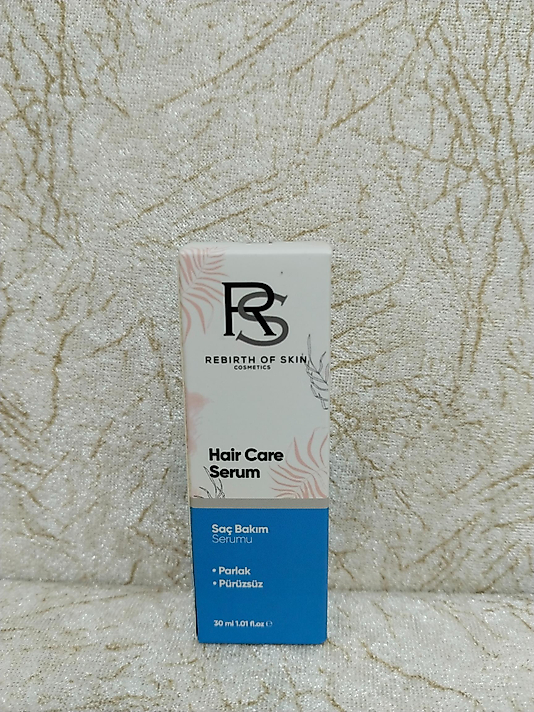 RS
REBIRTH OF SKIN
COSMETICS
Hair Care
Serum
Saç Bakım
Serumu
• Parlak
• Pürüzsüz
30 ml 1.01 fl.oz ℮